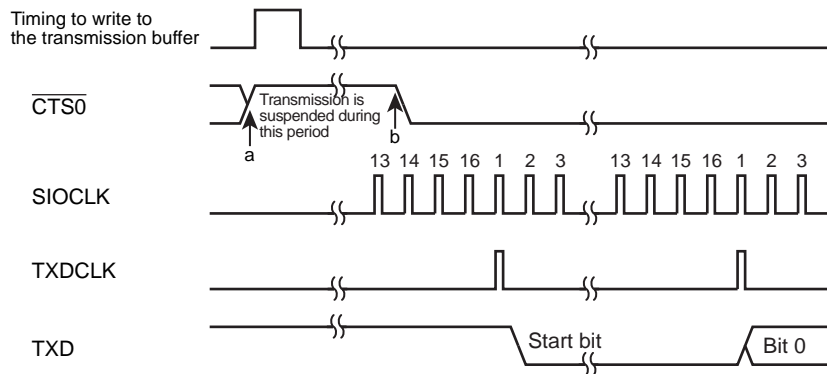 Timing to write to
the transmission buffer
CTS0
Transmission is
suspended during
this period
a
b
13 14 15 16 1 2 3 13 14 15 16 1 2 3
SIOCLK
TXDCLK
TXD
Start bit
Bit 0